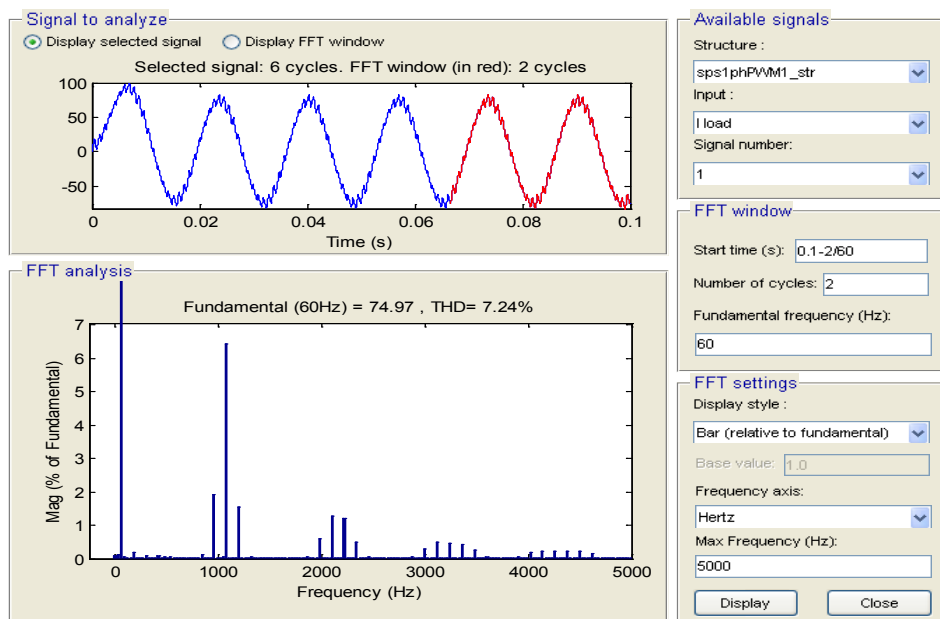 Signal to analyze
Display selected signal
Display FFT window
Selected signal: 6 cycles. FFT window (in red): 2 cycles
100
50
0
-50
0 0.02 0.04 0.06 0.08 0.1
Time (s)
FFT analysis
Fundamental (60Hz) = 74.97 , THD= 7.24%
7
6
5
4
3
2
1
0
Mag (% of Fundamental)
0 1000 2000 3000 4000 5000
Frequency (Hz)
Available signals
Structure :
sps1phPWM1_str
Input :
I load
Signal number:
1
FFT window
Start time (s): 0.1-2/60
Number of cycles: 2
Fundamental frequency (Hz):
60
FFT settings
Display style :
Bar (relative to fundamental)
Base value: 1.0
Frequency axis:
Hertz
Max Frequency (Hz):
5000
Display
Close